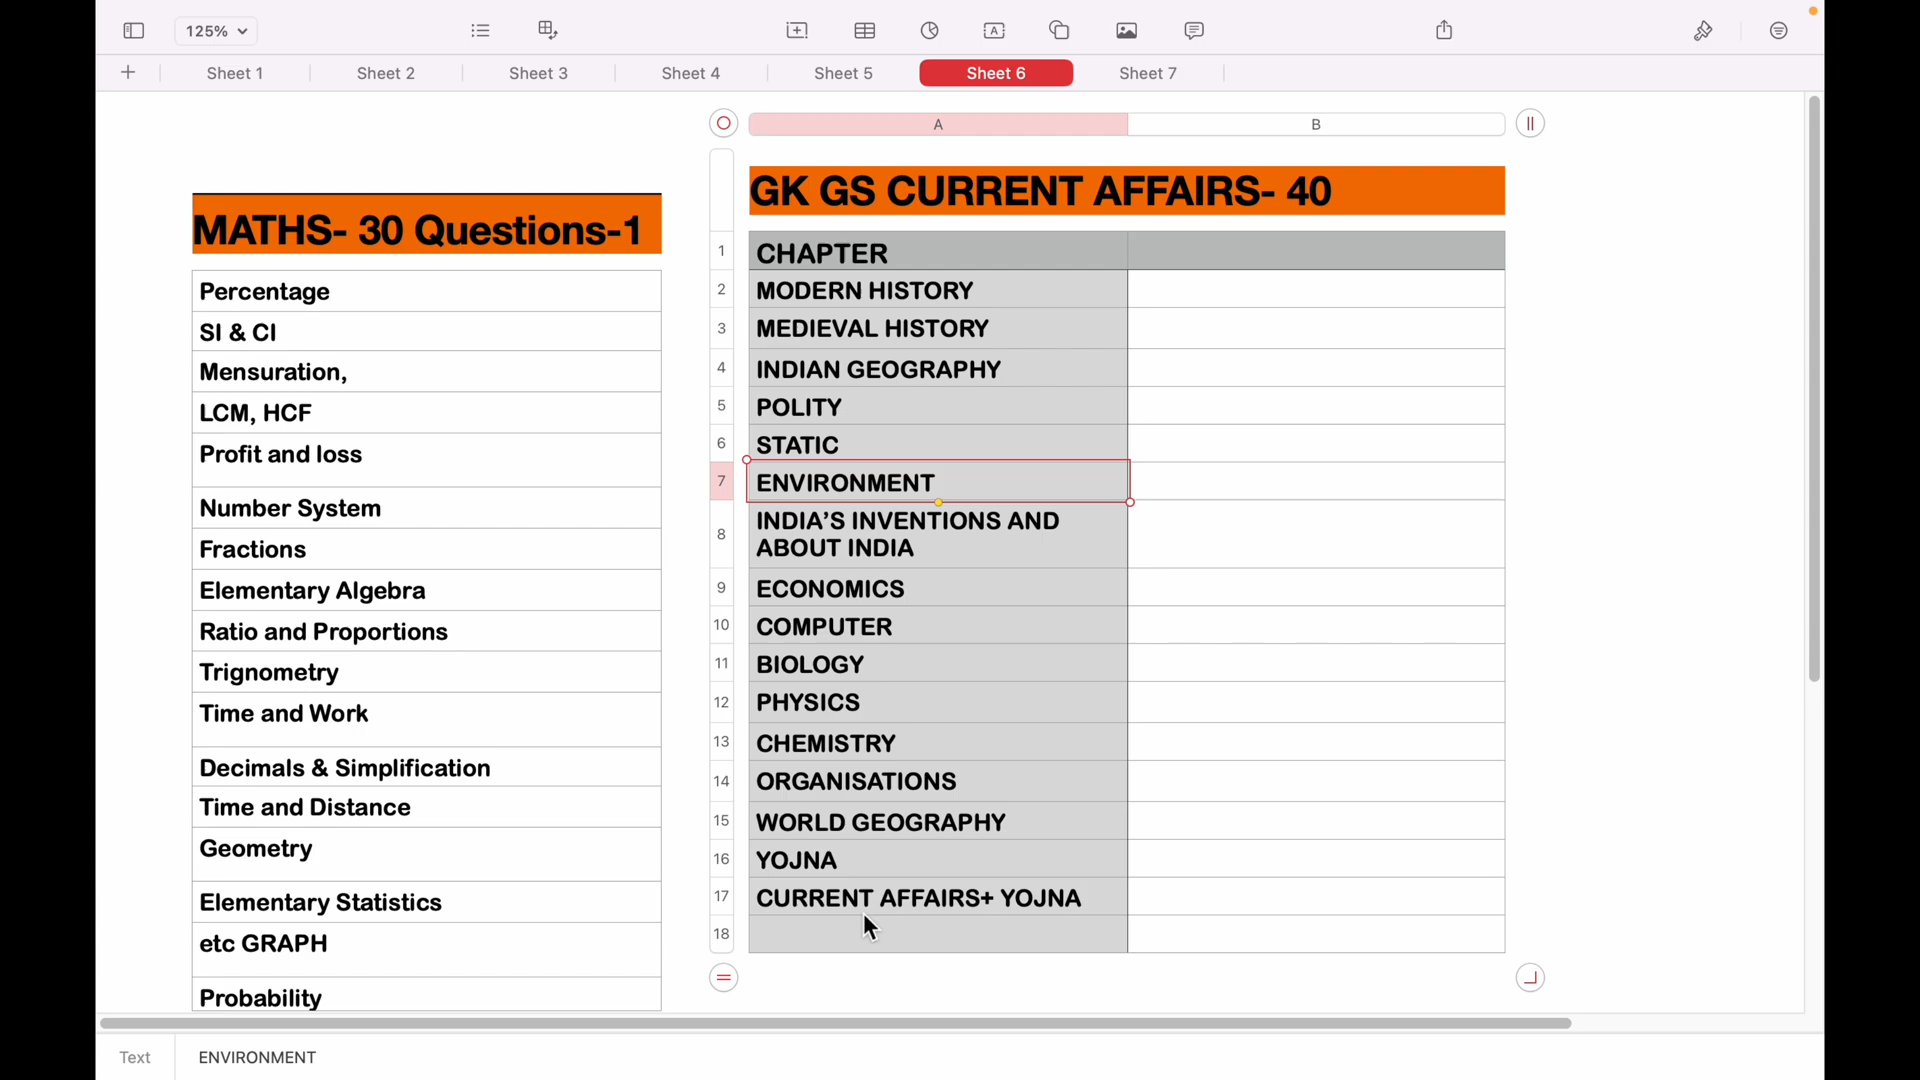 125%
Sheet 1
Sheet 2
Sheet 3
Sheet 4
Sheet 5
Sheet 6
Sheet 7
MATHS- 30 Questions-1
Percentage
SI & CI
Mensuration,
LCM, HCF
Profit and loss
Number System
Fractions
Elementary Algebra
Ratio and Proportions
Trignometry
Time and Work
Decimals & Simplification
Time and Distance
Geometry
Elementary Statistics
etc GRAPH
Probability
A
B
GK GS CURRENT AFFAIRS- 40
1
CHAPTER
2
MODERN HISTORY
3
MEDIEVAL HISTORY
4
INDIAN GEOGRAPHY
5
POLITY
6
STATIC
7
ENVIRONMENT
8
INDIA’S INVENTIONS AND
ABOUT INDIA
9
ECONOMICS
10
COMPUTER
11
BIOLOGY
12
PHYSICS
13
CHEMISTRY
14
ORGANISATIONS
15
WORLD GEOGRAPHY
16
YOJNA
17
CURRENT AFFAIRS+ YOJNA
18
Text
ENVIRONMENT